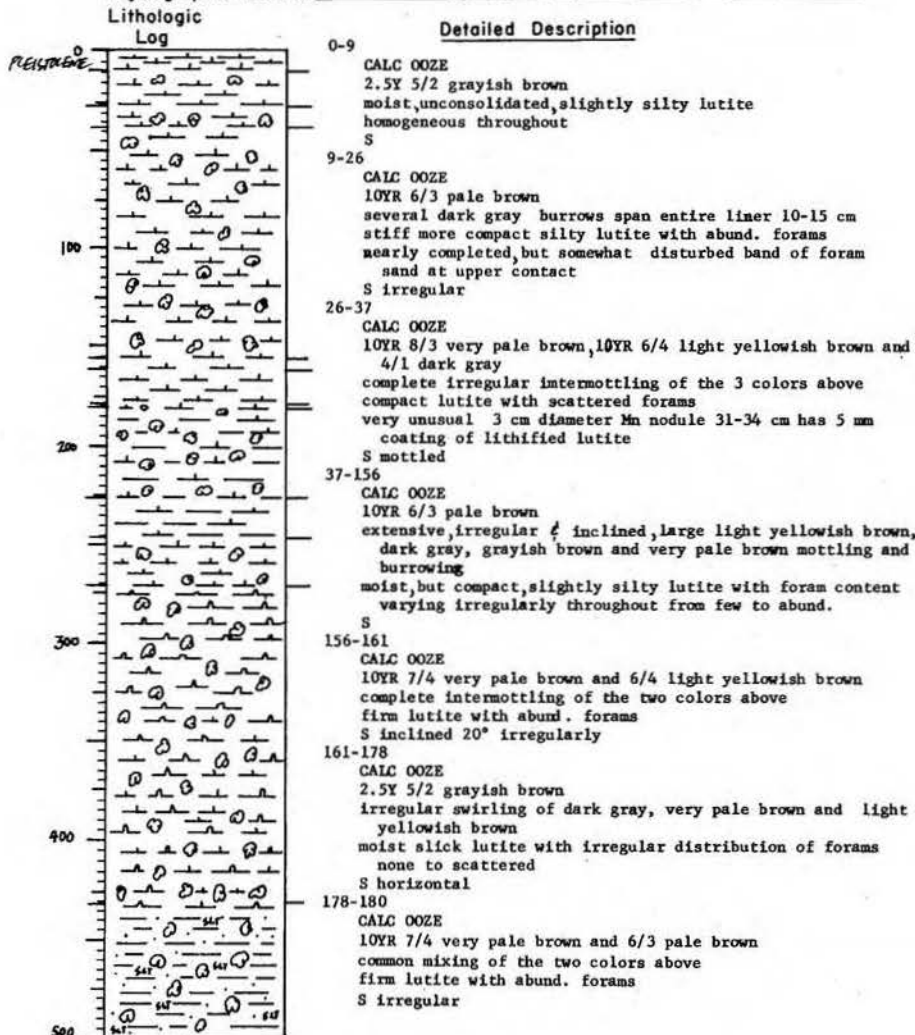 Lithologic
Log
Detailed Description
0
PLEISTOCENE
100
200
300
400
500
SLT
SLT
SLT
SLT
SLT
0-9
CALC OOZE
2.5Y 5/2 grayish brown
moist,unconsolidated,slightly silty lutite
homogeneous throughout
S
9-26
CALC OOZE
10YR 6/3 pale brown
several dark gray burrows span entire liner 10-15 cm
stiff more compact silty lutite with abund. forams
nearly completed,but somewhat disturbed band of foram
sand at upper contact
S irregular
26-37
CALC OOZE
10YR 8/3 very pale brown,10YR 6/4 light yellowish brown and
4/1 dark gray
complete irregular imtermottling of the 3 colors above
compact lutite with scattered forams
very unusual 3 cm diameter Mn nodule 31-34 cm has 5 mm
coating of lithified lutite
S mottled
37-156
CALC OOZE
10YR 6/3 pale brown
extensive,irregular & inclined,large light yellowish brown,
dark gray, grayish brown and very pale brown mottling and
burrowing
moist,but compact,slightly silty lutite with foram content
varying irregularly throughout from few to abund.
S
156-161
CALC OOZE
10YR 7/4 very pale brown and 6/4 light yellowish brown
complete intermottling of the two colors above
firm lutite with abund. forams
S inclined 20° irregularly
161-178
CALC OOZE
2.5Y 5/2 grayish brown
irregular swirling of dark gray, very pale brown and light
yellowish brown
moist slick lutite with irregular distribution of forams
none to scattered
S horizontal
178-180
CALC OOZE
10YR 7/4 very pale brown and 6/3 pale brown
common mixing of the two colors above
firm lutite with abund. forams
S irregular